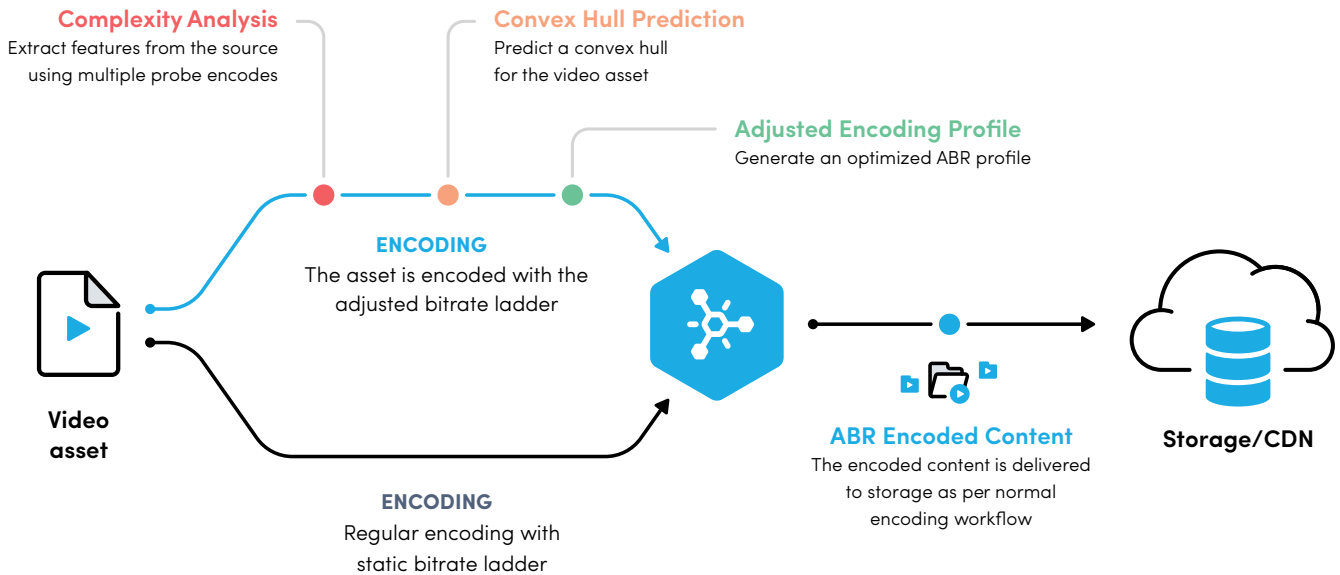 Complexity Analysis
Extract features from the source
using multiple probe encodes
Convex Hull Prediction
Predict a convex hull
for the video asset
Adjusted Encoding Profile
Generate an optimized ABR profile
ENCODING
The asset is encoded with the
adjusted bitrate ladder
Video
asset
ABR Encoded Content
The encoded content is delivered
to storage as per normal
encoding workflow
Storage/CDN
ENCODING
Regular encoding with
static bitrate ladder